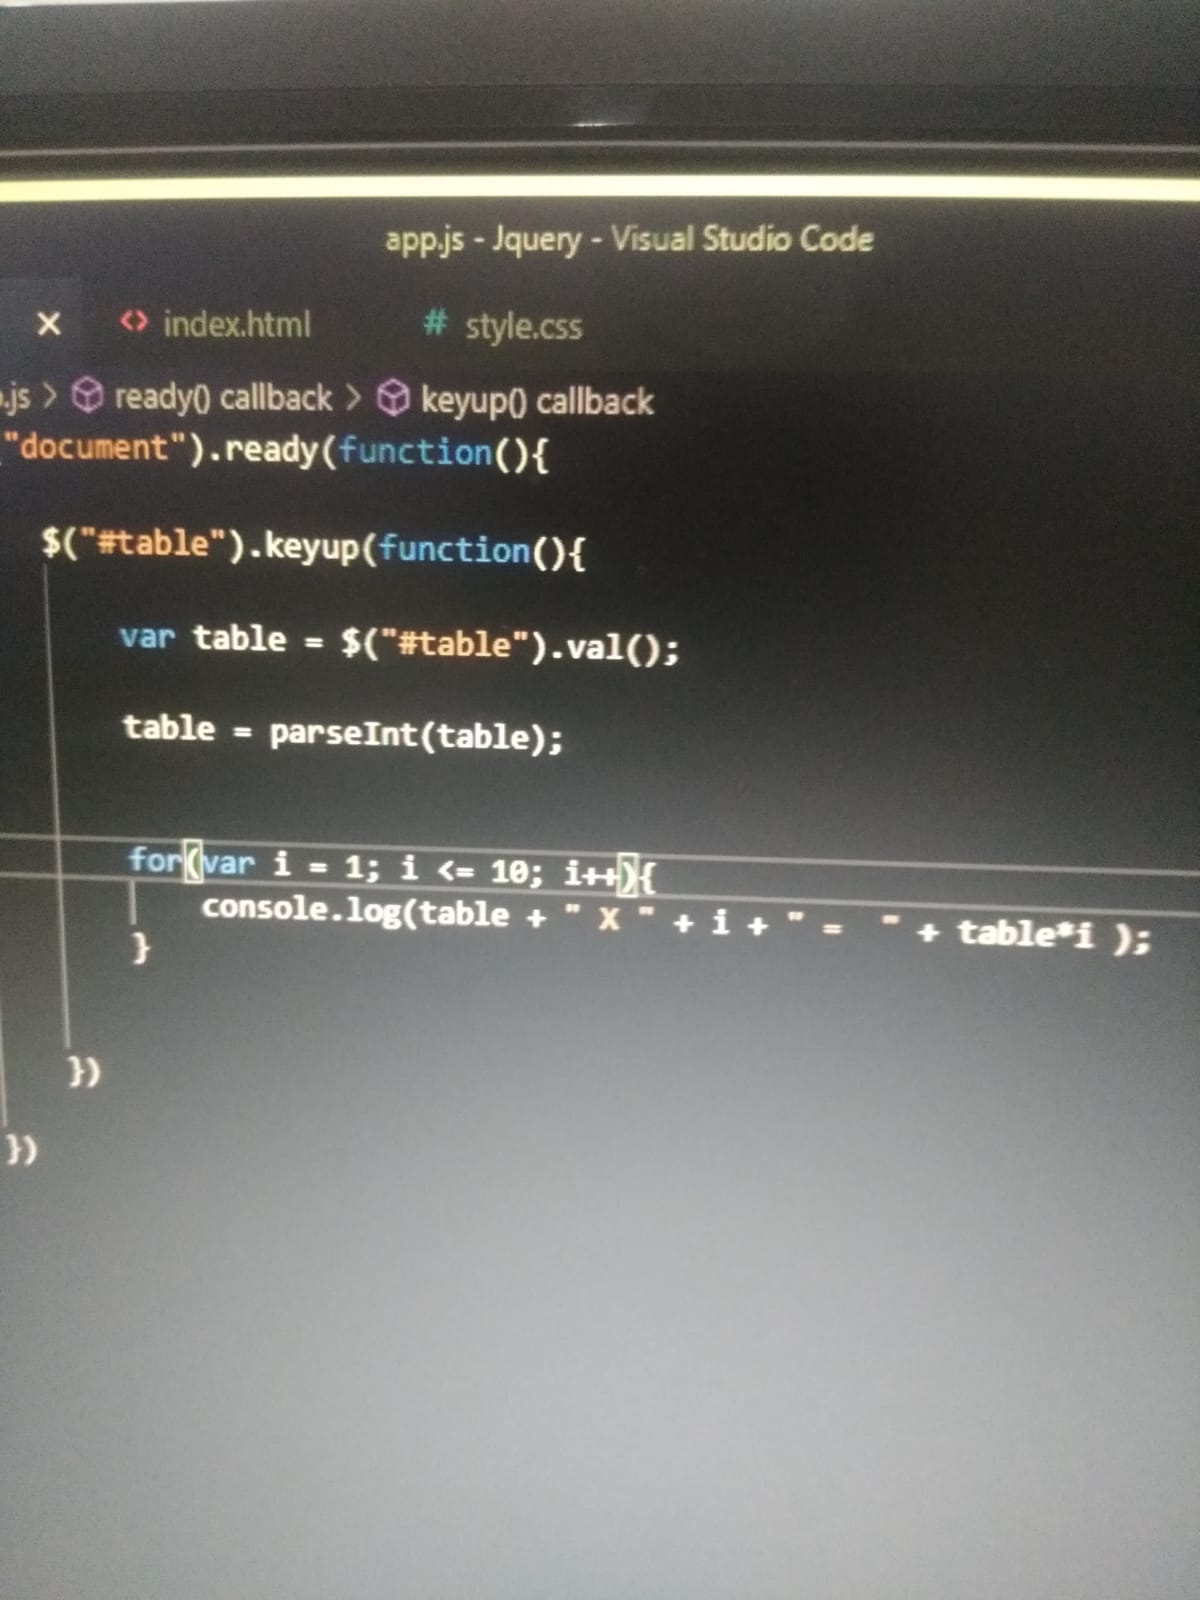 app.js - Jquery - Visual Studio Code
× <> index.html # style.css
.js > ready() callback > keyup() callback
"document").ready(function(){
$("#table").keyup(function(){
var table = $("#table").val();
table = parseInt(table);
for(var i = 1; i <= 10; i++){
console.log(table + " X " + i + " =  " + table*i );
}
})
})